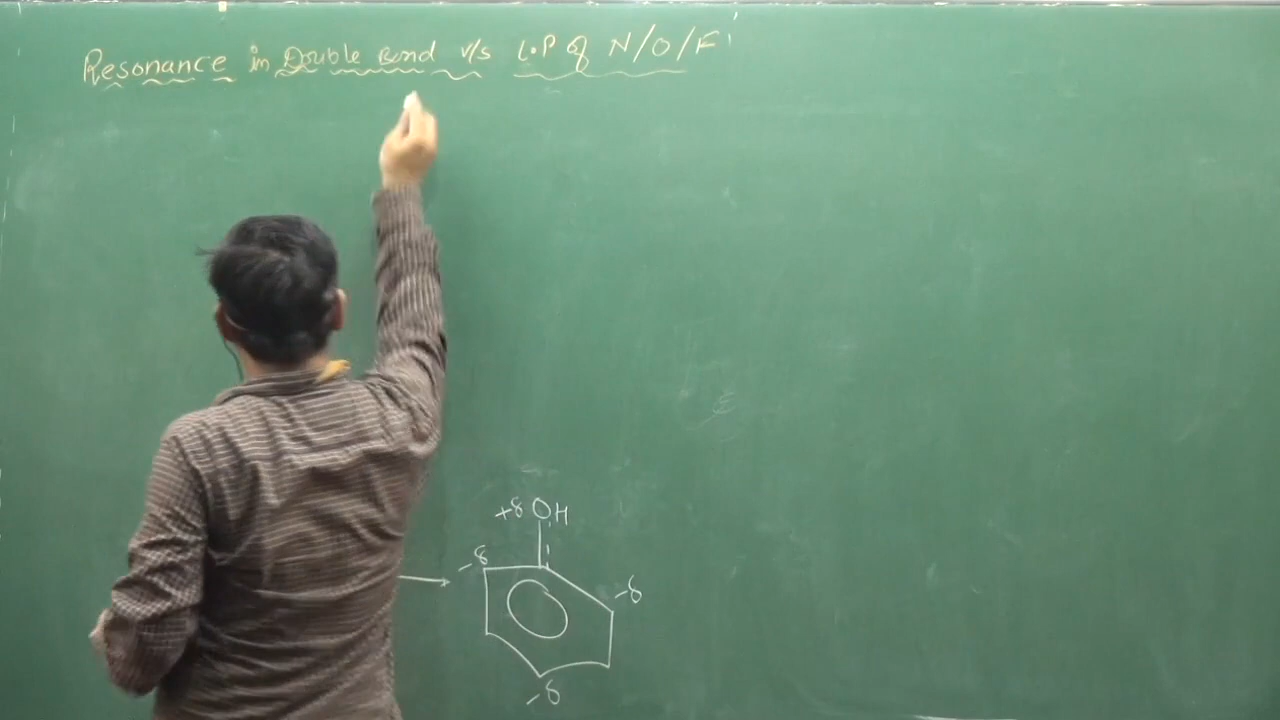 Resonance in Double Bond v/s L.P of N/O/F
+δ OH
-δ
-δ
-δ